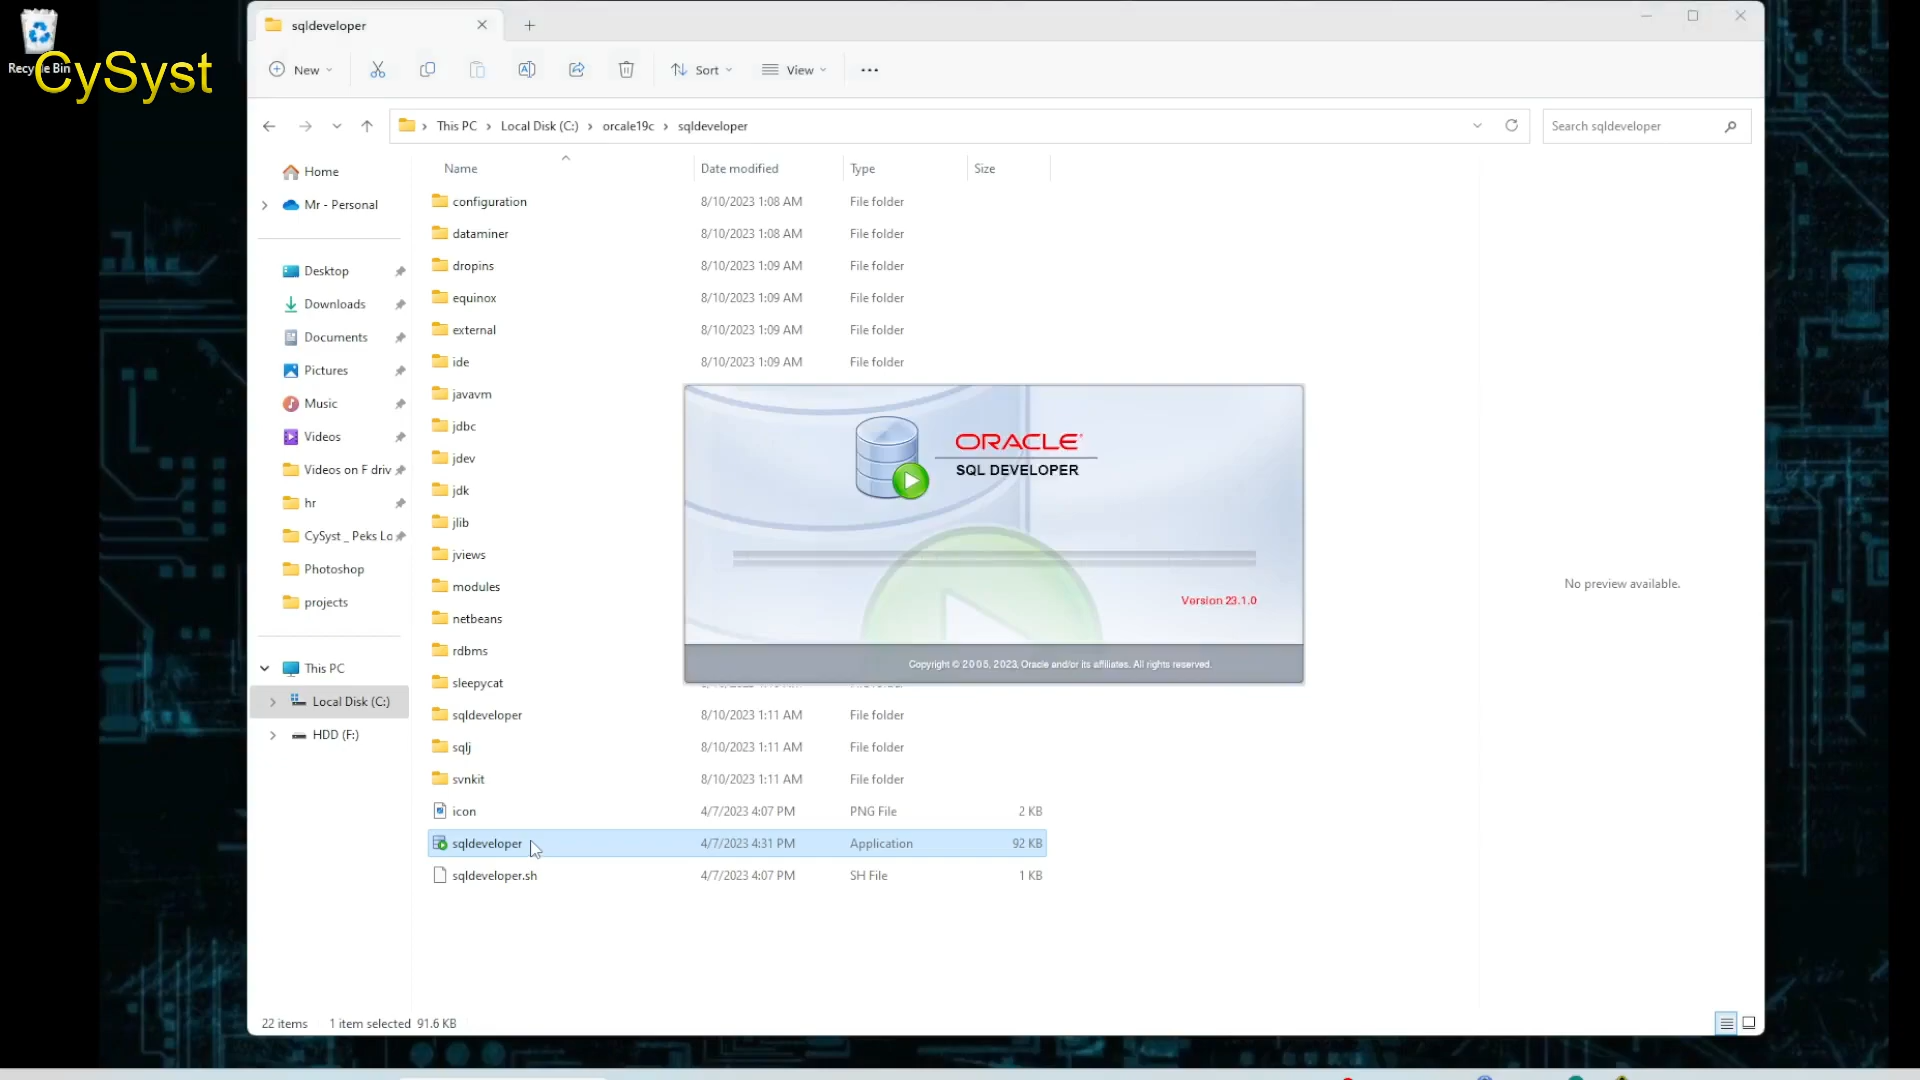 sqldeveloper
Recycle Bin
CySyst
New
Sort
View
This PC
Local Disk (C:)
orcale19c
sqldeveloper
Search sqldeveloper
Home
Mr - Personal
Desktop
Downloads
Documents
Pictures
Music
Videos
Videos on F driv
hr
CySyst _ Peks Lo
Photoshop
projects
This PC
Local Disk (C:)
HDD (F:)
Name Date modified Type Size
configuration 8/10/2023 1:08 AM File folder
dataminer 8/10/2023 1:08 AM File folder
dropins 8/10/2023 1:09 AM File folder
equinox 8/10/2023 1:09 AM File folder
external 8/10/2023 1:09 AM File folder
ide 8/10/2023 1:09 AM File folder
javavm
jdbc
jdev
jdk
jlib
jviews
modules
netbeans
rdbms
sleepycat
sqldeveloper 8/10/2023 1:11 AM File folder
sqlj 8/10/2023 1:11 AM File folder
svnkit 8/10/2023 1:11 AM File folder
icon 4/7/2023 4:07 PM PNG File 2 KB
sqldeveloper 4/7/2023 4:31 PM Application 92 KB
sqldeveloper.sh 4/7/2023 4:07 PM SH File 1 KB
ORACLE
SQL DEVELOPER
Version 23.1.0
Copyright © 2005, 2023, Oracle and/or its affiliates. All rights reserved.
No preview available.
22 items 1 item selected 91.6 KB